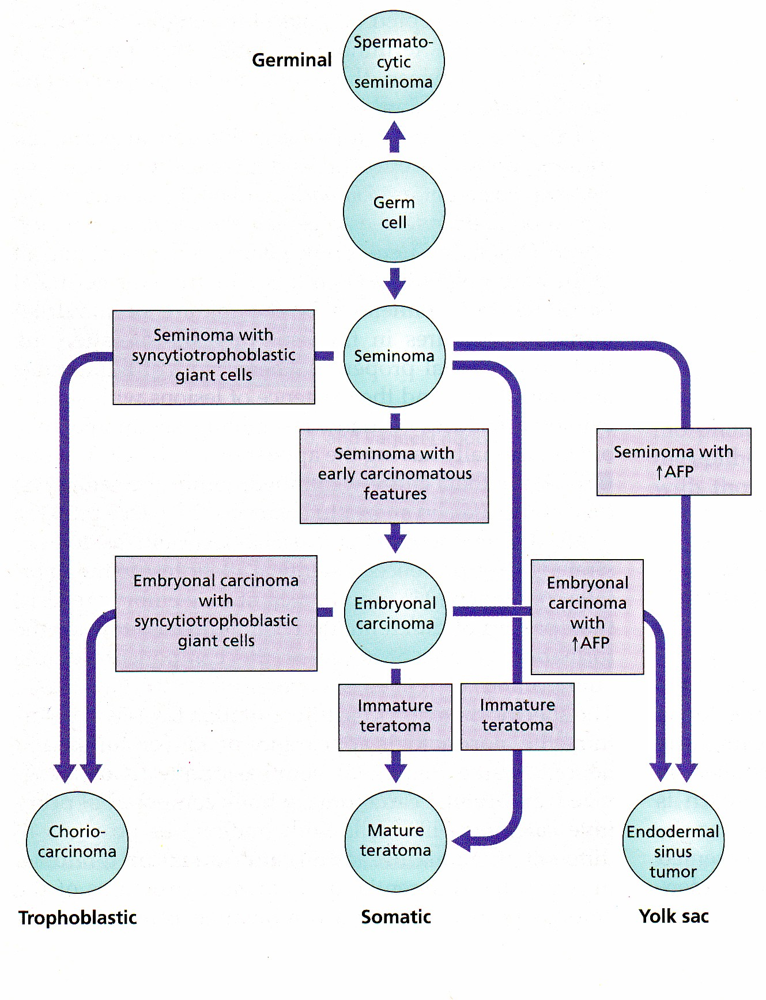 Germinal
Spermato-
cytic
seminoma
Germ
cell
Seminoma with
syncytiotrophoblastic
giant cells
Seminoma
Seminoma with
early carcinomatous
features
Seminoma with
↑AFP
Embryonal carcinoma
with
syncytiotrophoblastic
giant cells
Embryonal
carcinoma
Embryonal
carcinoma
with
↑AFP
Immature
teratoma
Immature
teratoma
Chorio-
carcinoma
Mature
teratoma
Endodermal
sinus
tumor
Trophoblastic
Somatic
Yolk sac